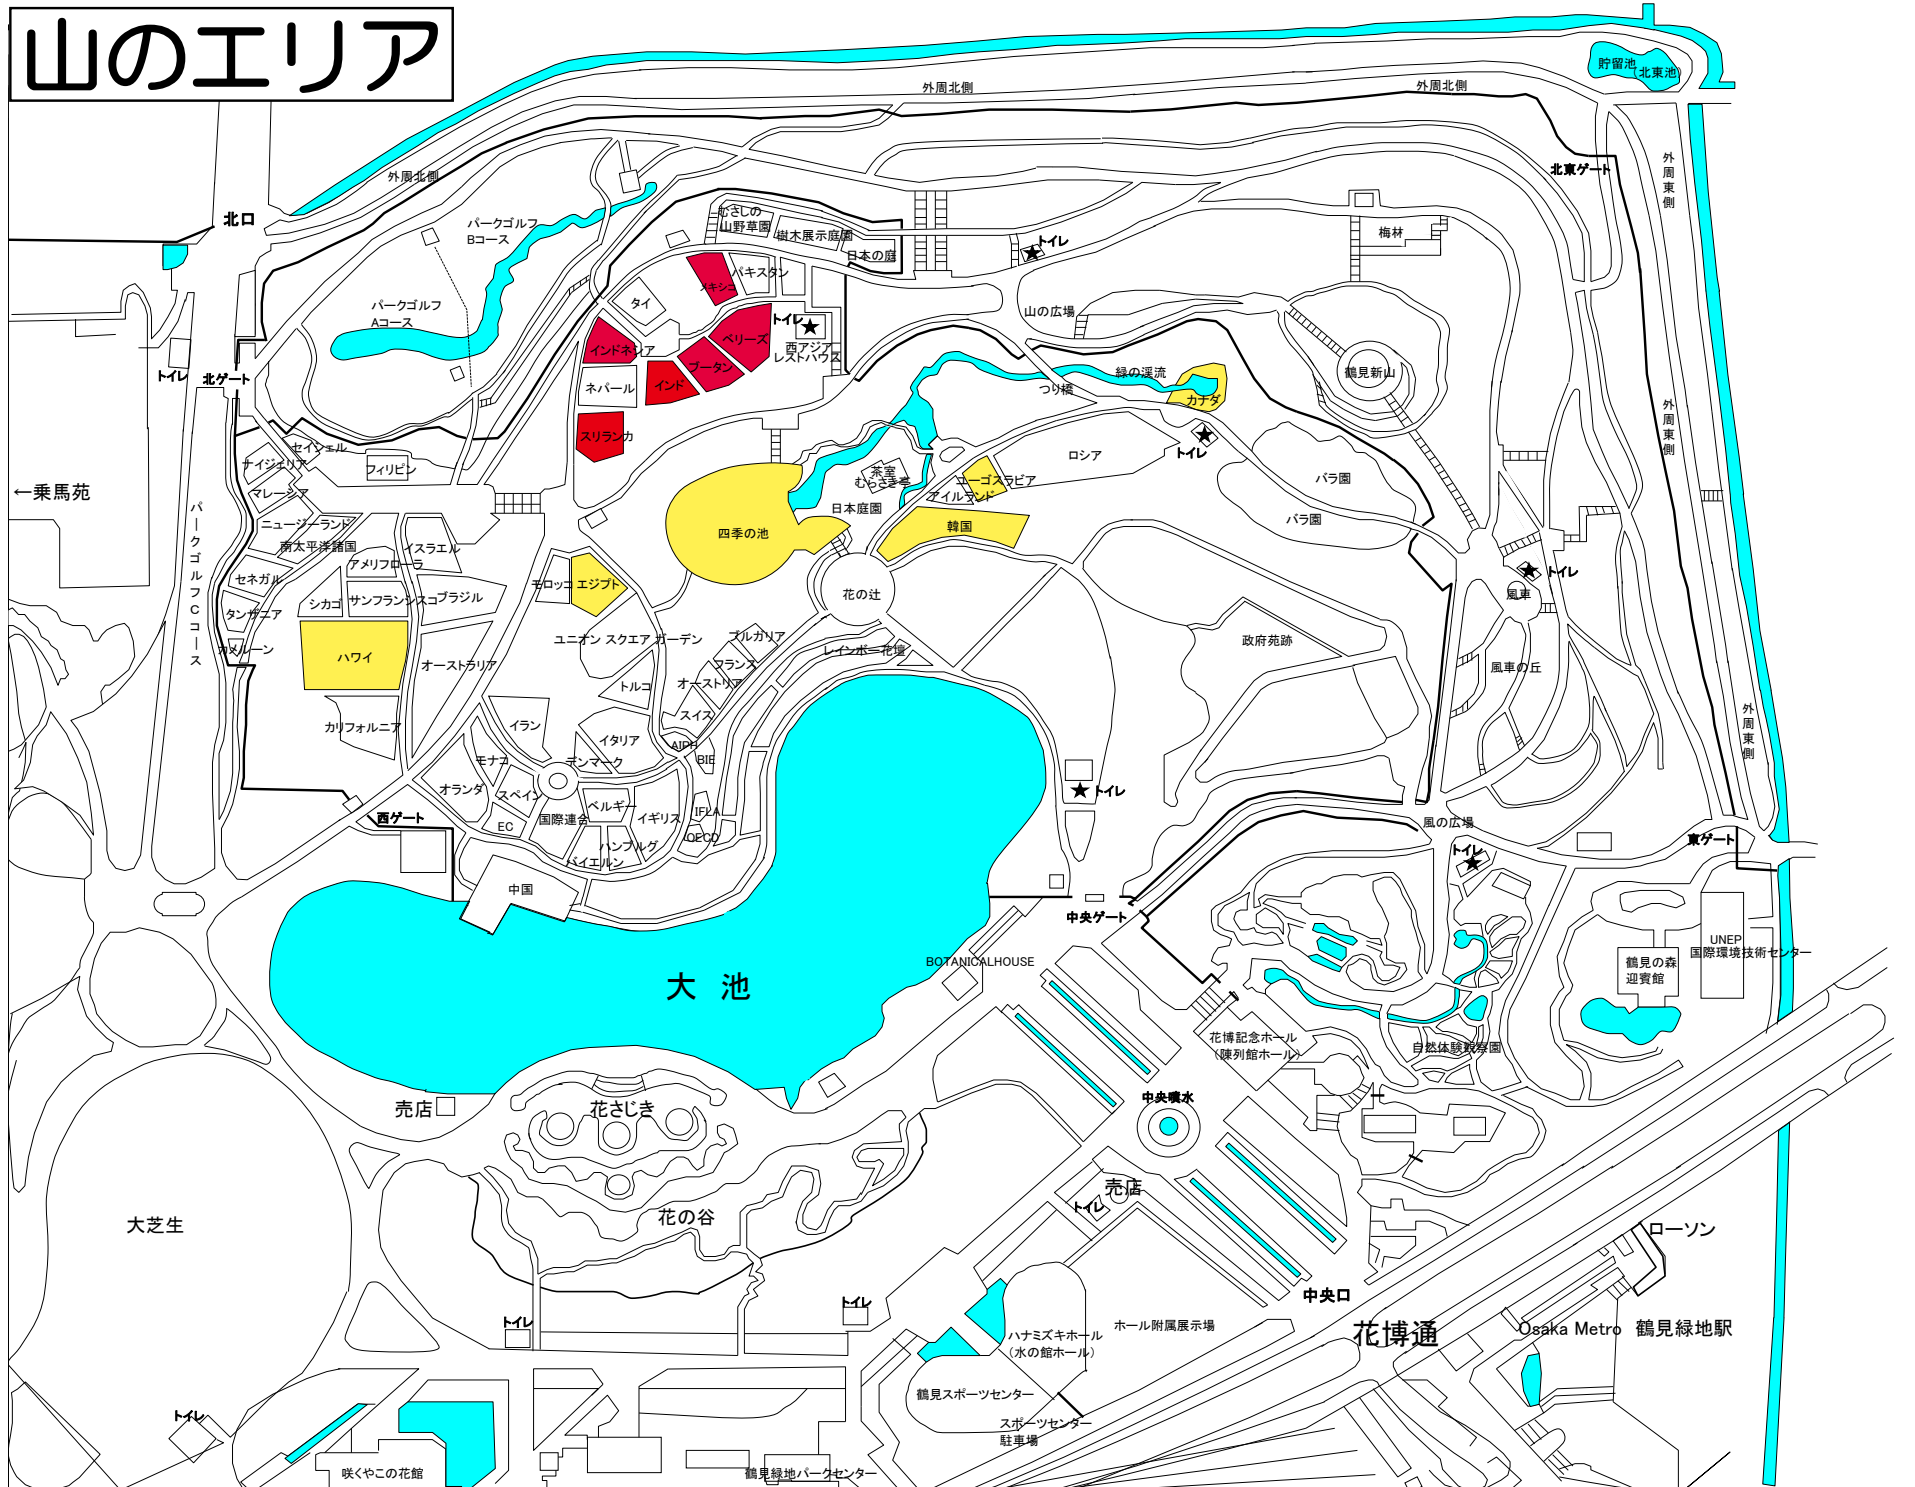 山のエリア
貯留池
(北東池)
外周北側
外周北側
外周北側
北東ゲート
外周東側
北口
パークゴルフ
Bコース
むさしの
山野草園
樹木展示庭園
日本の庭
トイレ
梅林
パークゴルフ
Aコース
タイ
メキシコ
パキスタン
山の広場
トイレ
西アジア
レストハウス
ベリーズ
インドネシア
ブータン
ネパール
インド
スリランカ
トイレ
北ゲート
つり橋
緑の渓流
カナダ
鶴見新山
外周東側
トイレ
ロシア
セイシェル
ナイジェリア
フィリピン
マレーシア
←乗馬苑
パークゴルフCコース
ニュージーランド
南太平洋諸国
イスラエル
アメリフローラ
セネガル
シカゴ
サンフランシスコ
ブラジル
タンザニア
カメルーン
ハワイ
オーストラリア
カリフォルニア
茶室
むらさき亭
日本庭園
ユーゴスラビア
アイルランド
韓国
四季の池
バラ園
バラ園
モロッコ
エジプト
花の辻
トイレ
風車
ユニオン スクエア ガーデン
ブルガリア
フランス
レインボー花壇
政府苑跡
風車の丘
トルコ
オーストリア
スイス
外周東側
イラン
イタリア
AIPH
BIE
モナコ
デンマーク
オランダ
スペイン
ベルギー
IFLA
トイレ
EC
国際連合
イギリス
OECD
ハンブルグ
バイエルン
西ゲート
風の広場
トイレ
東ゲート
中国
中央ゲート
BOTANICALHOUSE
大 池
UNEP
国際環境技術センター
鶴見の森
迎賓館
花博記念ホール
(陳列館ホール)
自然体験観察園
売店
花さじき
中央噴水
売店
トイレ
大芝生
花の谷
ローソン
トイレ
トイレ
中央口
ハナミズキホール
(水の館ホール)
ホール附属展示場
花博通
Osaka Metro 鶴見緑地駅
鶴見スポーツセンター
スポーツセンター
駐車場
トイレ
咲くやこの花館
鶴見緑地パークセンター